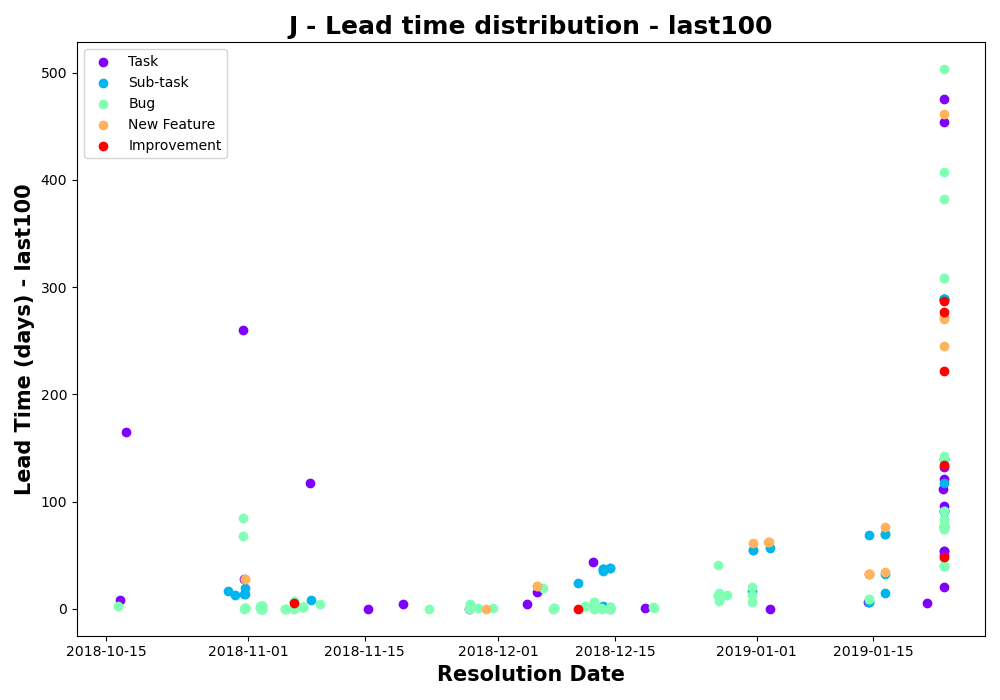 J - Lead time distribution - last100
Task
Sub-task
Bug
New Feature
Improvement
Lead Time (days) - last100
500
400
300
200
100
0
2018-10-15 2018-11-01 2018-11-15 2018-12-01 2018-12-15 2019-01-01 2019-01-15
Resolution Date